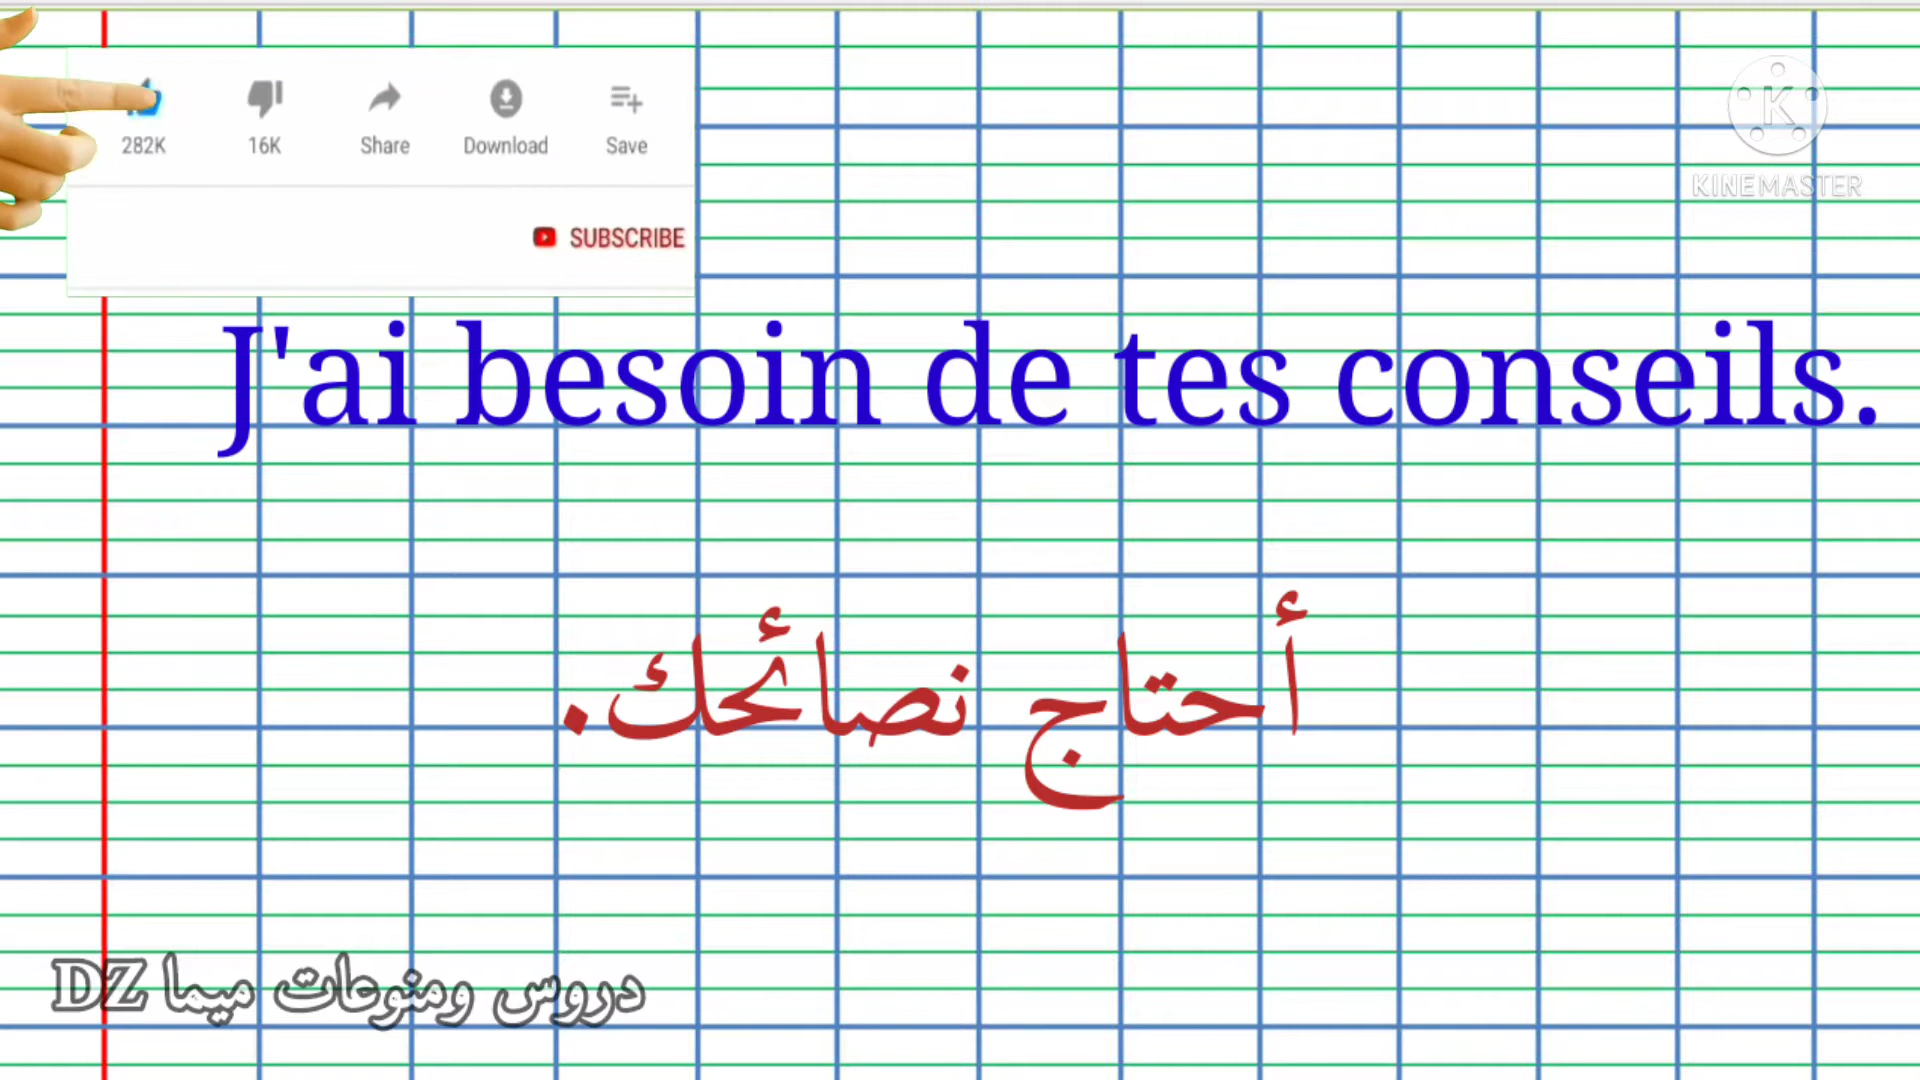 282K 16K Share Download Save
K
KINEMASTER
SUBSCRIBE
J'ai besoin de tes conseils.
أحتاج نصائحك.
دروس ومنوعات ميما DZ